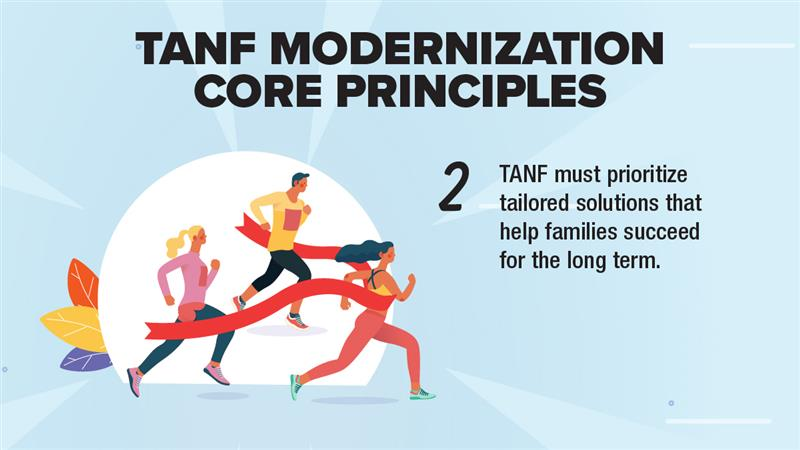 TANF MODERNIZATION
CORE PRINCIPLES
2
TANF must prioritize
tailored solutions that
help families succeed
for the long term.